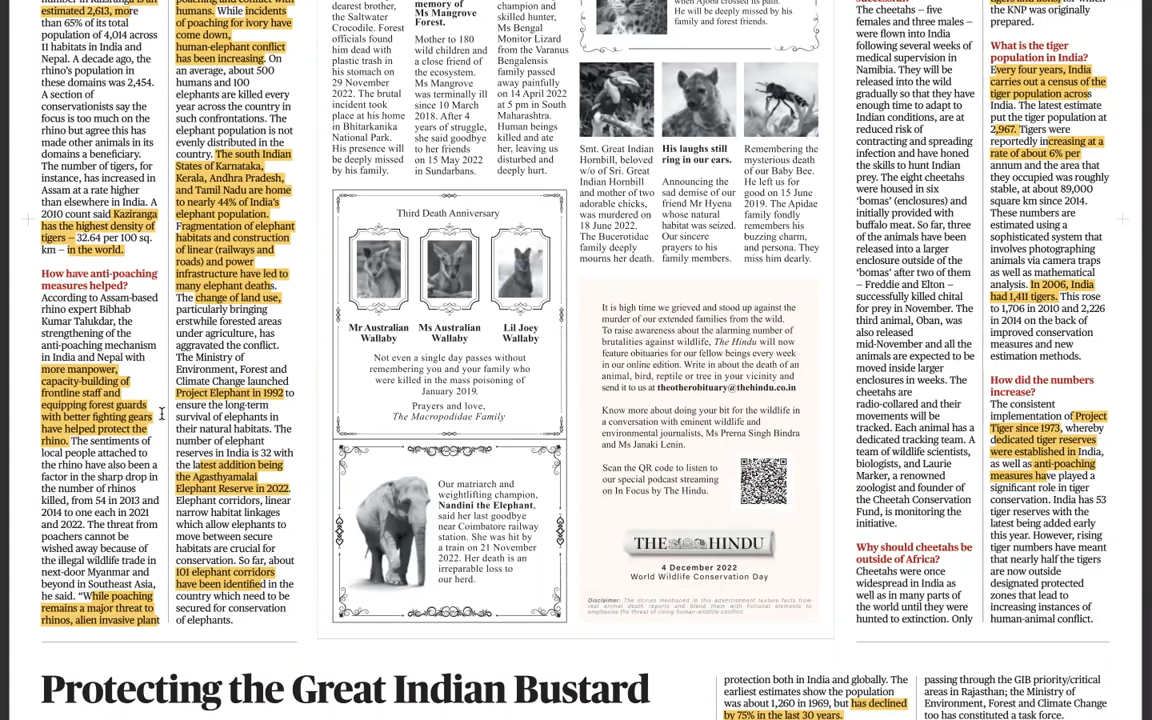 number in Kaziranga is an
estimated 2,613, more
than 65% of its total
population of 4,014 across
11 habitats in India and
Nepal. A decade ago, the
rhino's population in
these domains was 2,454.
A section of
conservationists say the
focus is too much on the
rhino but agree this has
made other animals in its
domains a beneficiary.
The number of tigers, for
instance, has increased in
Assam at a rate higher
than elsewhere in India. A
2010 count said Kaziranga
has the highest density of
tigers – 32.64 per 100 sq.
km – in the world.
How have anti-poaching
measures helped?
According to Assam-based
rhino expert Bibhab
Kumar Talukdar, the
strengthening of the
anti-poaching mechanism
in India and Nepal with
more manpower,
capacity-building of
frontline staff and
equipping forest guards
with better fighting gears
have helped protect the
rhino. The sentiments of
local people attached to
the rhino have also been a
factor in the sharp drop in
the number of rhinos
killed, from 54 in 2013 and
2014 to one each in 2021
and 2022. The threat from
poachers cannot be
wished away because of
the illegal wildlife trade in
next-door Myanmar and
beyond in Southeast Asia,
he said. “While poaching
remains a major threat to
rhinos, alien invasive plant
poaching and conflict with
humans. While incidents
of poaching for ivory have
come down,
human-elephant conflict
has been increasing. On
an average, about 500
humans and 100
elephants are killed every
year across the country in
such confrontations. The
elephant population is not
evenly distributed in the
country. The south Indian
States of Karnataka,
Kerala, Andhra Pradesh,
and Tamil Nadu are home
to nearly 44% of India's
elephant population.
Fragmentation of elephant
habitats and construction
of linear (railways and
roads) and power
infrastructure have led to
many elephant deaths.
The change of land use,
particularly bringing
erstwhile forested areas
under agriculture, has
aggravated the conflict.
The Ministry of
Environment, Forest and
Climate Change launched
Project Elephant in 1992 to
ensure the long-term
survival of elephants in
their natural habitats. The
number of elephant
reserves in India is 32 with
the latest addition being
the Agasthyamalai
Elephant Reserve in 2022.
Elephant corridors, linear
narrow habitat linkages
which allow elephants to
move between secure
habitats are crucial for
conservation. So far, about
101 elephant corridors
have been identified in the
country which need to be
secured for conservation
of elephants.
dearest brother,
the Saltwater
Crocodile. Forest
officials found
him dead with
plastic trash in
his stomach on
29 November
2022. The brutal
incident took
place at his home
in Bhitarkanika
National Park.
His presence will
be deeply missed
by his family.
memory of
Ms Mangrove
Forest.
Mother to 180
wild children and
a close friend of
the ecosystem.
Ms Mangrove
was terminally ill
since 10 March
2018. After 4
years of struggle,
she said goodbye
to her friends
on 15 May 2022
in Sundarbans.
champion and
skilled hunter,
Ms Bengal
Monitor Lizard
from the Varanus
Bengalensis
family passed
away painfully
on 14 April 2022
at 5 pm in South
Maharashtra.
Human beings
killed and ate
her, leaving us
disturbed and
deeply hurt.
when Ajoba crossed its path.
He will be deeply missed by his
family and forest friends.
Smt. Great Indian
Hornbill, beloved
w/o of Sri. Great
Indian Hornbill
and mother of two
adorable chicks,
was murdered on
18 June 2022.
The Bucerotidae
family deeply
mourns her death.
His laughs still
ring in our ears.
Announcing the
sad demise of our
friend Mr Hyena
whose natural
habitat was seized.
Our sincere
prayers to his
family members.
Remembering the
mysterious death
of our Baby Bee.
He left us for
good on 15 June
2019. The Apidae
family fondly
remembers his
buzzing charm,
and persona. They
miss him dearly.
Third Death Anniversary
Mr Australian
Wallaby
Ms Australian
Wallaby
Lil Joey
Wallaby
Not even a single day passes without
remembering you and your family who
were killed in the mass poisoning of
January 2019.
Prayers and love,
The Macropodidae Family
Our matriarch and
weightlifting champion,
Nandini the Elephant,
said her last goodbye
near Coimbatore railway
station. She was hit by
a train on 21 November
2022. Her death is an
irreparable loss to
our herd.
It is high time we grieved and stood up against the
murder of our extended families from the wild.
To raise awareness about the alarming number of
brutalities against wildlife, The Hindu will now
feature obituaries for our fellow beings every week
in our online edition. Write in about the death of an
animal, bird, reptile or tree in your vicinity and
send it to us at theotherobituary@thehindu.co.in
Know more about doing your bit for the wildlife in
a conversation with eminent wildlife and
environmental journalists, Ms Prerna Singh Bindra
and Ms Janaki Lenin.
Scan the QR code to listen to
our special podcast streaming
on In Focus by The Hindu.
THE HINDU
4 December 2022
World Wildlife Conservation Day
Disclaimer: The stories mentioned in this advertisement feature facts from
real animal death reports and blend them with fictional elements to
emphasise the threat of rising human-wildlife conflict.
The cheetahs – five
females and three males –
were flown into India
following several weeks of
medical supervision in
Namibia. They will be
released into the wild
gradually so that they have
enough time to adapt to
Indian conditions, are at
reduced risk of
contracting and spreading
infection and have honed
the skills to hunt Indian
prey. The eight cheetahs
were housed in six
‘bomas’ (enclosures) and
initially provided with
buffalo meat. So far, three
of the animals have been
released into a larger
enclosure outside of the
‘bomas’ after two of them
– Freddie and Elton –
successfully killed chital
for prey in November. The
third animal, Oban, was
also released
mid-November and all the
animals are expected to be
moved inside larger
enclosures in weeks. The
cheetahs are
radio-collared and their
movements will be
tracked. Each animal has a
dedicated tracking team. A
team of wildlife scientists,
biologists, and Laurie
Marker, a renowned
zoologist and founder of
the Cheetah Conservation
Fund, is monitoring the
initiative.
Why should cheetahs be
outside of Africa?
Cheetahs were once
widespread in India as
well as in many parts of
the world until they were
hunted to extinction. Only
tigers and lions, for which
the KNP was originally
prepared.
What is the tiger
population in India?
Every four years, India
carries out a census of the
tiger population across
India. The latest estimate
put the tiger population at
2,967. Tigers were
reportedly increasing at a
rate of about 6% per
annum and the area that
they occupied was roughly
stable, at about 89,000
square km since 2014.
These numbers are
estimated using a
sophisticated system that
involves photographing
animals via camera traps
as well as mathematical
analysis. In 2006, India
had 1,411 tigers. This rose
to 1,706 in 2010 and 2,226
in 2014 on the back of
improved conservation
measures and new
estimation methods.
How did the numbers
increase?
The consistent
implementation of Project
Tiger since 1973, whereby
dedicated tiger reserves
were established in India,
as well as anti-poaching
measures have played a
significant role in tiger
conservation. India has 53
tiger reserves with the
latest being added early
this year. However, rising
tiger numbers have meant
that nearly half the tigers
are now outside
designated protected
zones that lead to
increasing instances of
human-animal conflict.
Protecting the Great Indian Bustard
protection both in India and globally. The
earliest estimates show the population
was about 1,260 in 1969, but has declined
by 75% in the last 30 years.
passing through the GIB priority/critical
areas in Rajasthan; the Ministry of
Environment, Forest and Climate Change
too has constituted a task force.